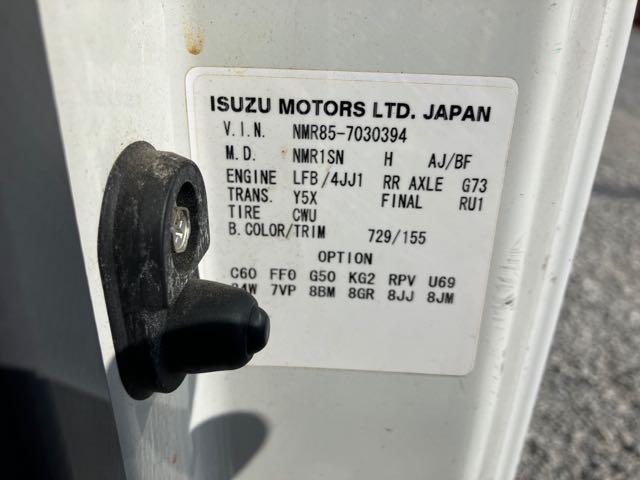 ISUZU MOTORS LTD. JAPAN
V.I.N. NMR85-7030394
M.D. NMR1SN H AJ/BF
ENGINE LFB/4JJ1 RR AXLE G73
TRANS. Y5X FINAL RU1
TIRE CWU
B.COLOR/TRIM 729/155
OPTION
C60 FF0 G50 KG2 RPV U69
7VP 8BM 8GR 8JJ 8JM